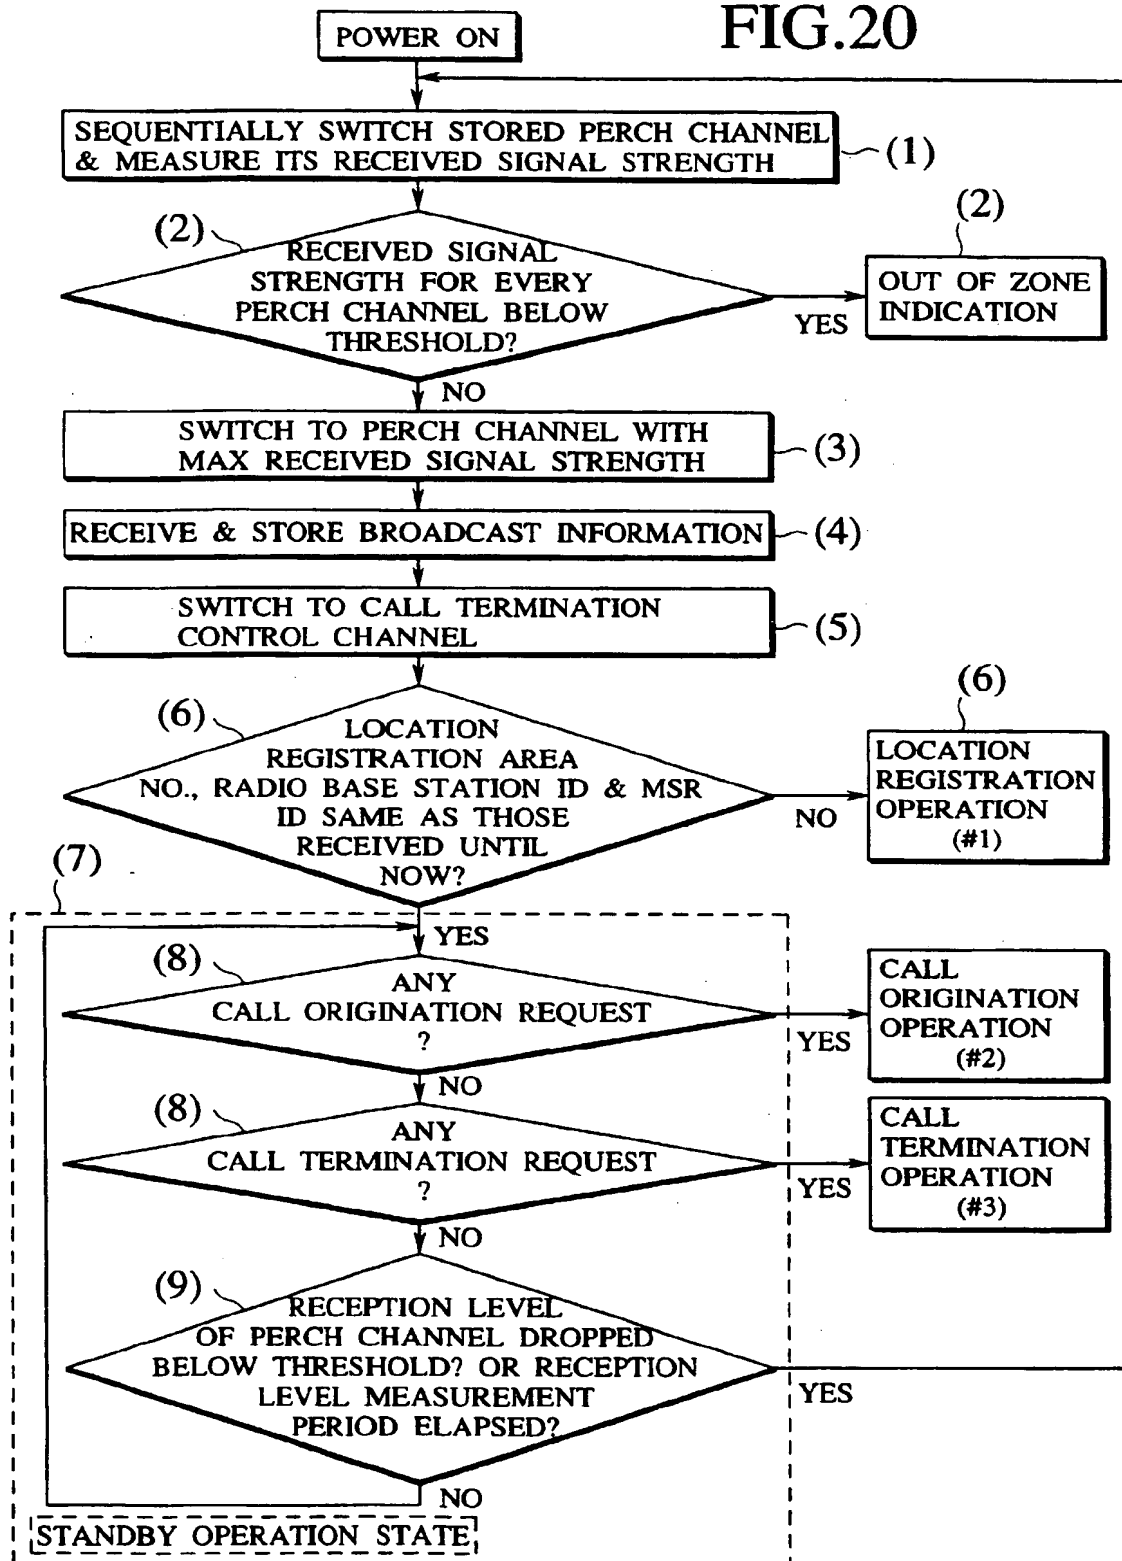 FIG.20
POWER ON
SEQUENTIALLY SWITCH STORED PERCH CHANNEL
& MEASURE ITS RECEIVED SIGNAL STRENGTH
(1)
(2)
RECEIVED SIGNAL
STRENGTH FOR EVERY
PERCH CHANNEL BELOW
THRESHOLD?
YES
(2)
OUT OF ZONE
INDICATION
NO
SWITCH TO PERCH CHANNEL WITH
MAX RECEIVED SIGNAL STRENGTH
(3)
RECEIVE & STORE BROADCAST INFORMATION
(4)
SWITCH TO CALL TERMINATION
CONTROL CHANNEL
(5)
(6)
LOCATION
REGISTRATION AREA
NO., RADIO BASE STATION ID & MSR
ID SAME AS THOSE
RECEIVED UNTIL
NOW?
NO
(6)
LOCATION
REGISTRATION
OPERATION
(#1)
(7)
YES
(8)
ANY
CALL ORIGINATION REQUEST
?
YES
CALL
ORIGINATION
OPERATION
(#2)
NO
(8)
ANY
CALL TERMINATION REQUEST
?
YES
CALL
TERMINATION
OPERATION
(#3)
NO
(9)
RECEPTION LEVEL
OF PERCH CHANNEL DROPPED
BELOW THRESHOLD? OR RECEPTION
LEVEL MEASUREMENT
PERIOD ELAPSED?
YES
NO
STANDBY OPERATION STATE